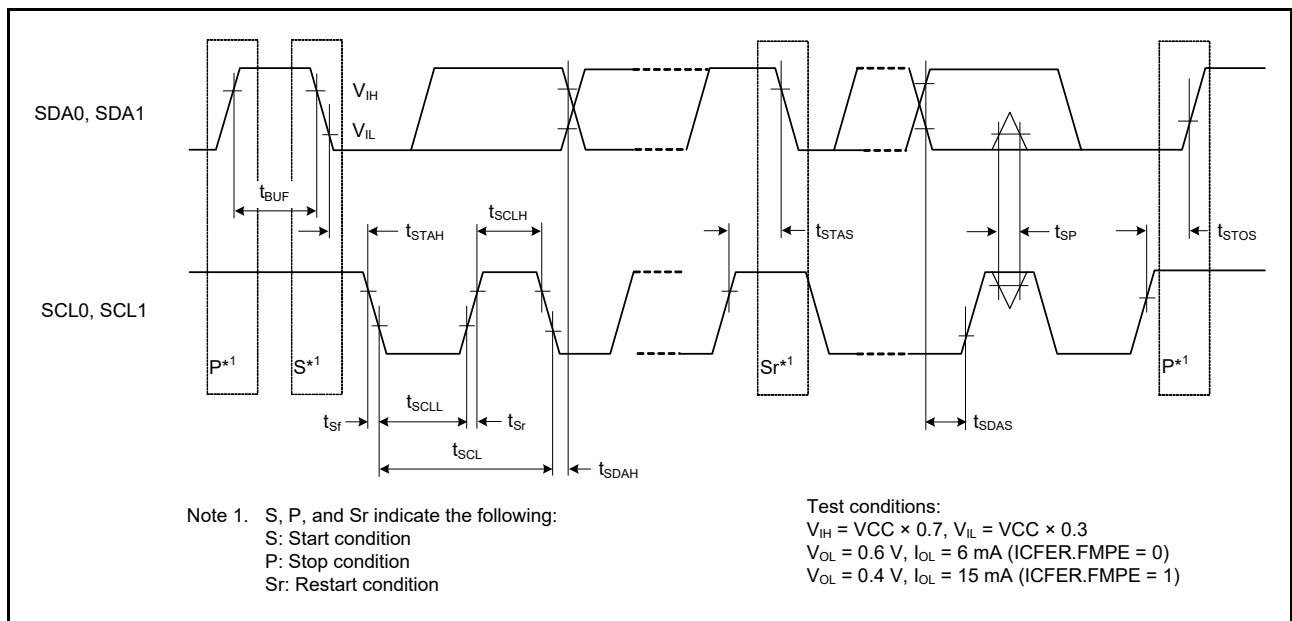 SDA0, SDA1
V_IH
V_IL
t_BUF
t_STAH
t_SCLH
t_STAS
t_SP
t_STOS
SCL0, SCL1
P*1
S*1
Sr*1
P*1
t_Sf
t_SCLL
t_Sr
t_SCL
t_SDAH
t_SDAS
Note 1. S, P, and Sr indicate the following:
S: Start condition
P: Stop condition
Sr: Restart condition
Test conditions:
V_IH = VCC × 0.7, V_IL = VCC × 0.3
V_OL = 0.6 V, I_OL = 6 mA (ICFER.FMPE = 0)
V_OL = 0.4 V, I_OL = 15 mA (ICFER.FMPE = 1)